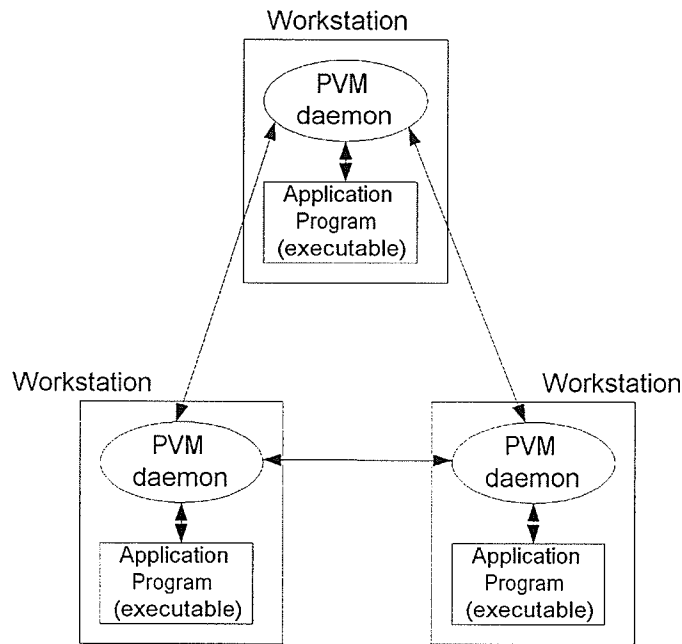 Workstation
PVM
daemon
Application
Program
(executable)
Workstation
PVM
daemon
Application
Program
(executable)
Workstation
PVM
daemon
Application
Program
(executable)